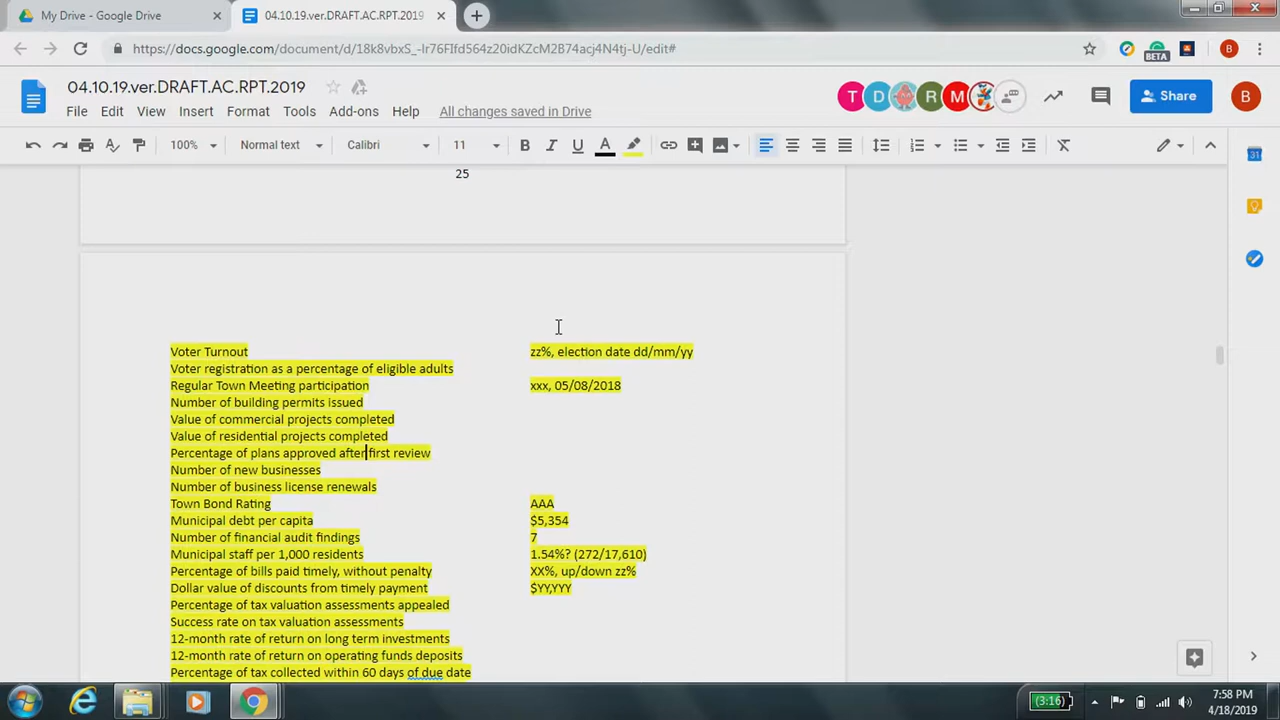 My Drive - Google Drive
04.10.19.ver.DRAFT.AC.RPT.2019
https://docs.google.com/document/d/18k8vbxS_-Ir76FIfd564z20idKZcM2B74acj4N4tj-U/edit#
BETA
B
04.10.19.ver.DRAFT.AC.RPT.2019
T D R M
Share
B
File Edit View Insert Format Tools Add-ons Help All changes saved in Drive
100% Normal text Calibri 11 B I U A
31
25
Voter Turnout zz%, election date dd/mm/yy
Voter registration as a percentage of eligible adults
Regular Town Meeting participation xxx, 05/08/2018
Number of building permits issued
Value of commercial projects completed
Value of residential projects completed
Percentage of plans approved after first review
Number of new businesses
Number of business license renewals
Town Bond Rating AAA
Municipal debt per capita $5,354
Number of financial audit findings 7
Municipal staff per 1,000 residents 1.54%? (272/17,610)
Percentage of bills paid timely, without penalty XX%, up/down zz%
Dollar value of discounts from timely payment $YY,YYY
Percentage of tax valuation assessments appealed
Success rate on tax valuation assessments
12-month rate of return on long term investments
12-month rate of return on operating funds deposits
Percentage of tax collected within 60 days of due date
(3:16)
7:58 PM
4/18/2019